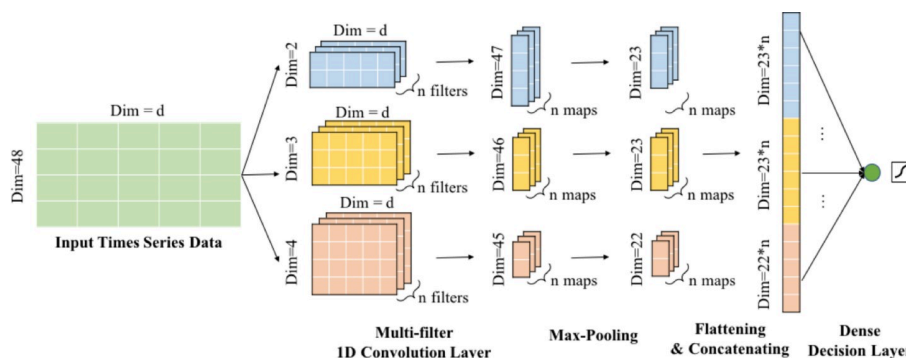 Dim = d
Dim=48
Input Times Series Data
Dim = d
Dim=2
n filters
Dim = d
Dim=3
n filters
Dim = d
Dim=4
n filters
Multi-filter
1D Convolution Layer
Dim=47
n maps
Dim=46
n maps
Dim=45
n maps
Dim=23
n maps
Dim=23
n maps
Dim=22
n maps
Max-Pooling
Dim=23*n
Dim=23*n
Dim=22*n
Flattening
& Concatenating
...
...
Dense
Decision Layer